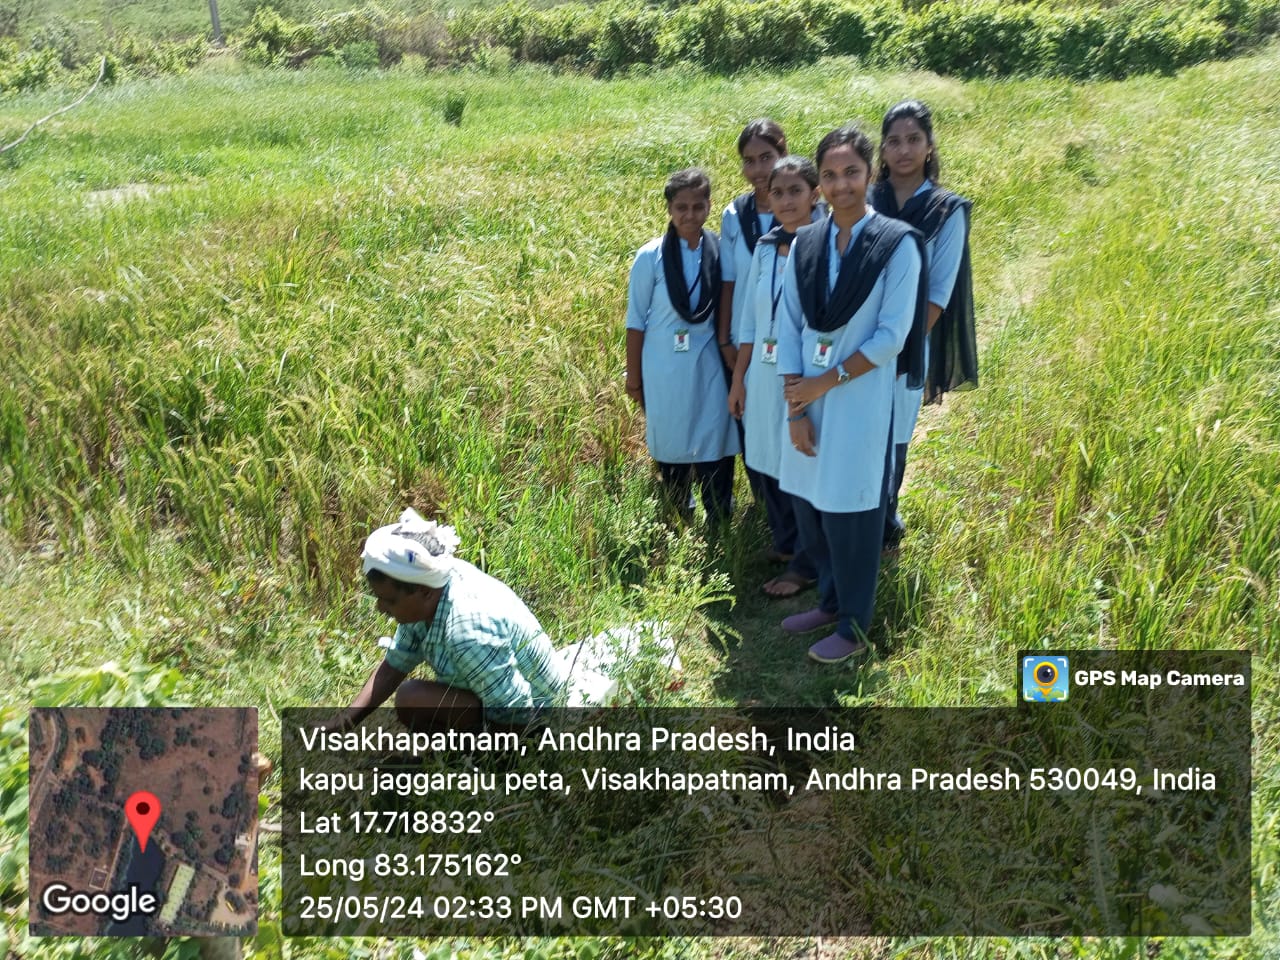 GPS Map Camera
Visakhapatnam, Andhra Pradesh, India
kapu jaggaraju peta, Visakhapatnam, Andhra Pradesh 530049, India
Lat 17.718832°
Long 83.175162°
25/05/24 02:33 PM GMT +05:30
Google